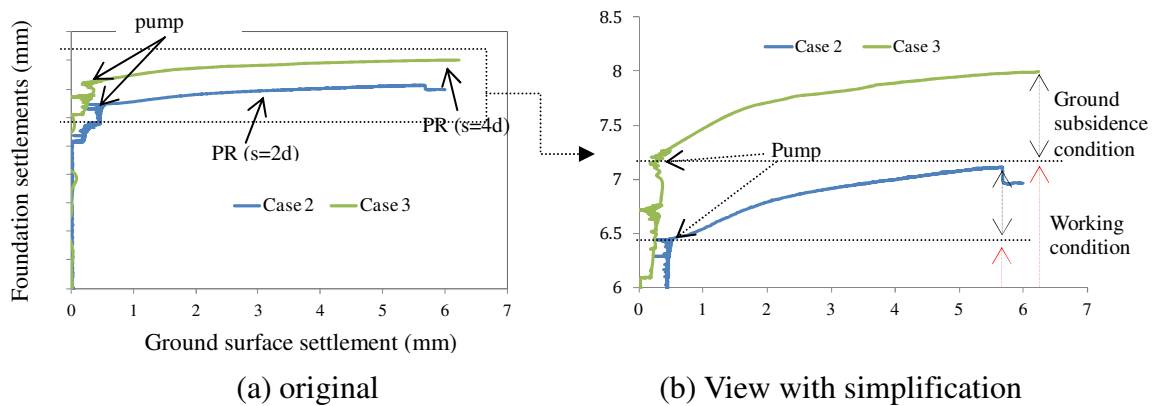 pump
Foundation settlements (mm)
PR (s=4d)
PR (s=2d)
Case 2
Case 3
0
1
2
3
4
5
6
7
Ground surface settlement (mm)
(a) original
8.5
8
7.5
7
6.5
6
Case 2
Case 3
Ground
subsidence
condition
Pump
Working
condition
0
1
2
3
4
5
6
7
(b) View with simplification